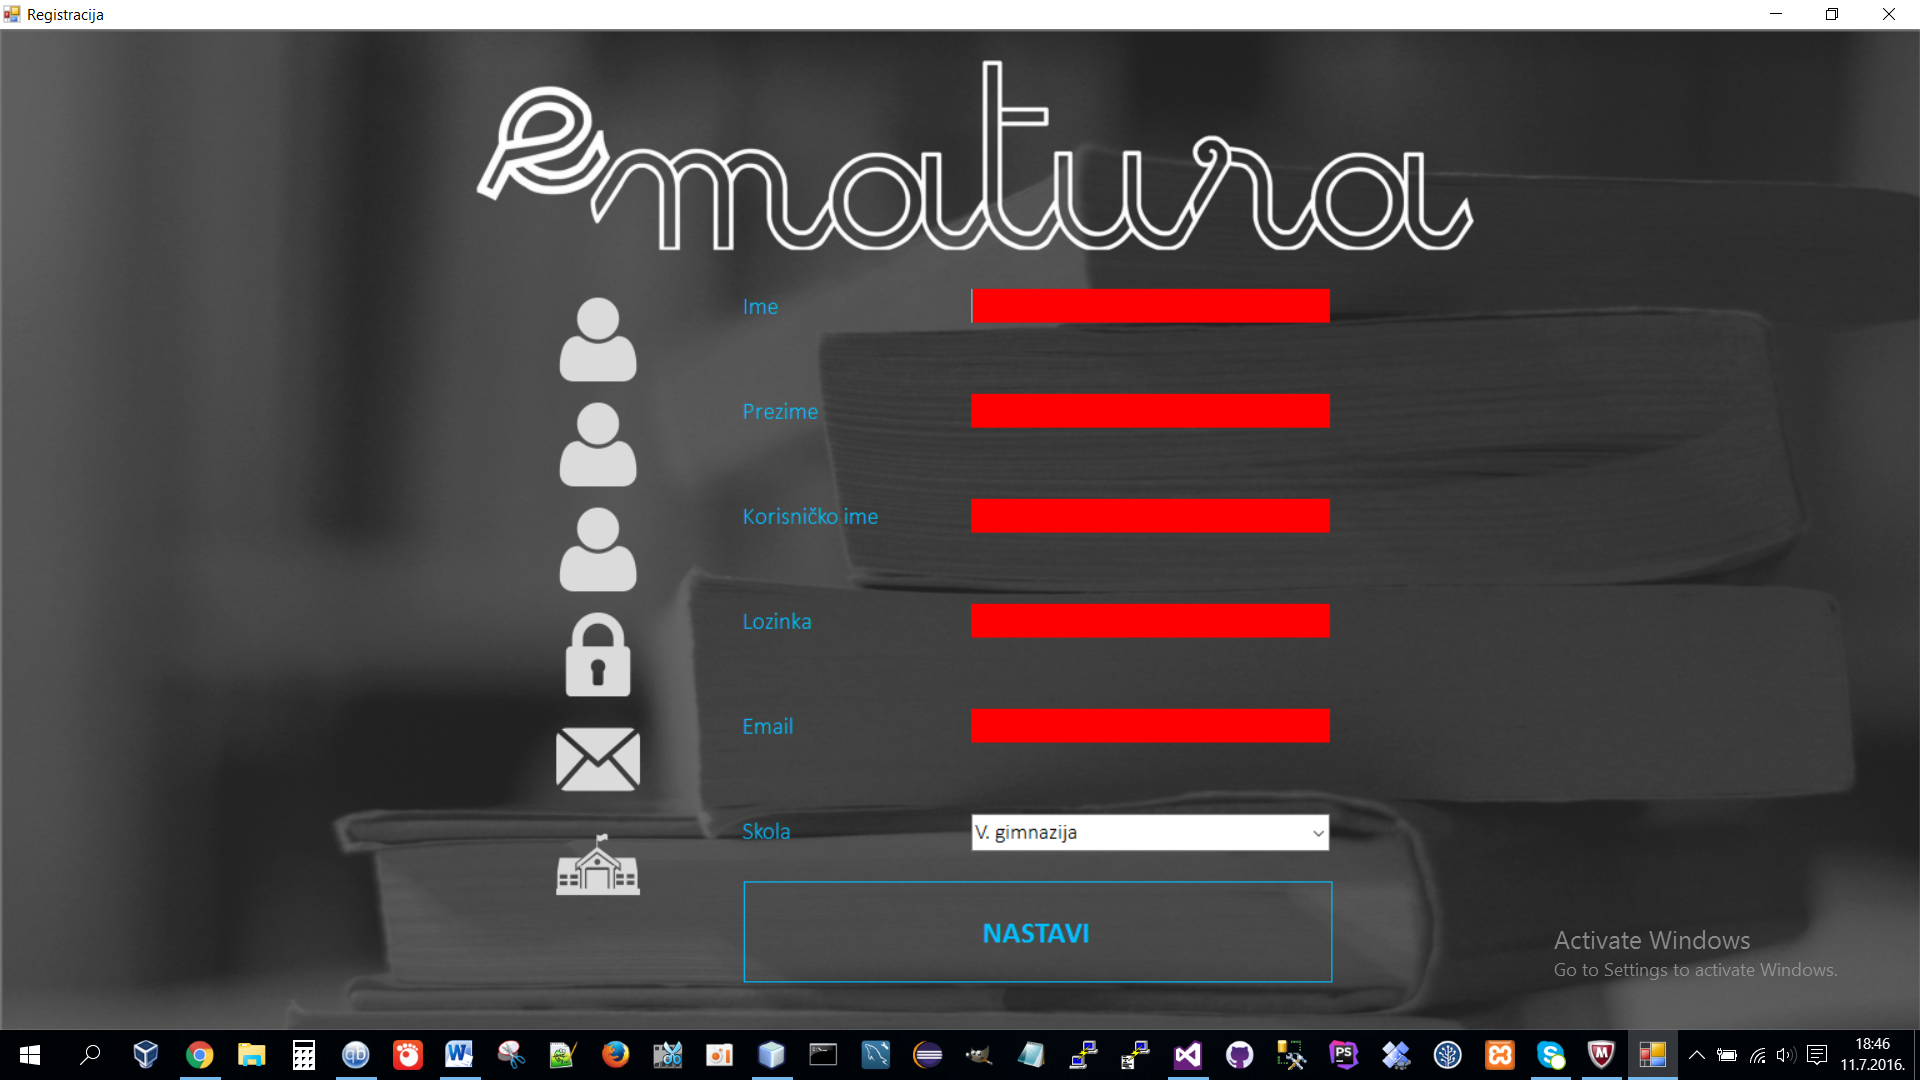 Registracija
ematura
Ime
Prezime
Korisničko ime
Lozinka
Email
Skola
V. gimnazija
NASTAVI
Activate Windows
Go to Settings to activate Windows.
18:46
11.7.2016.